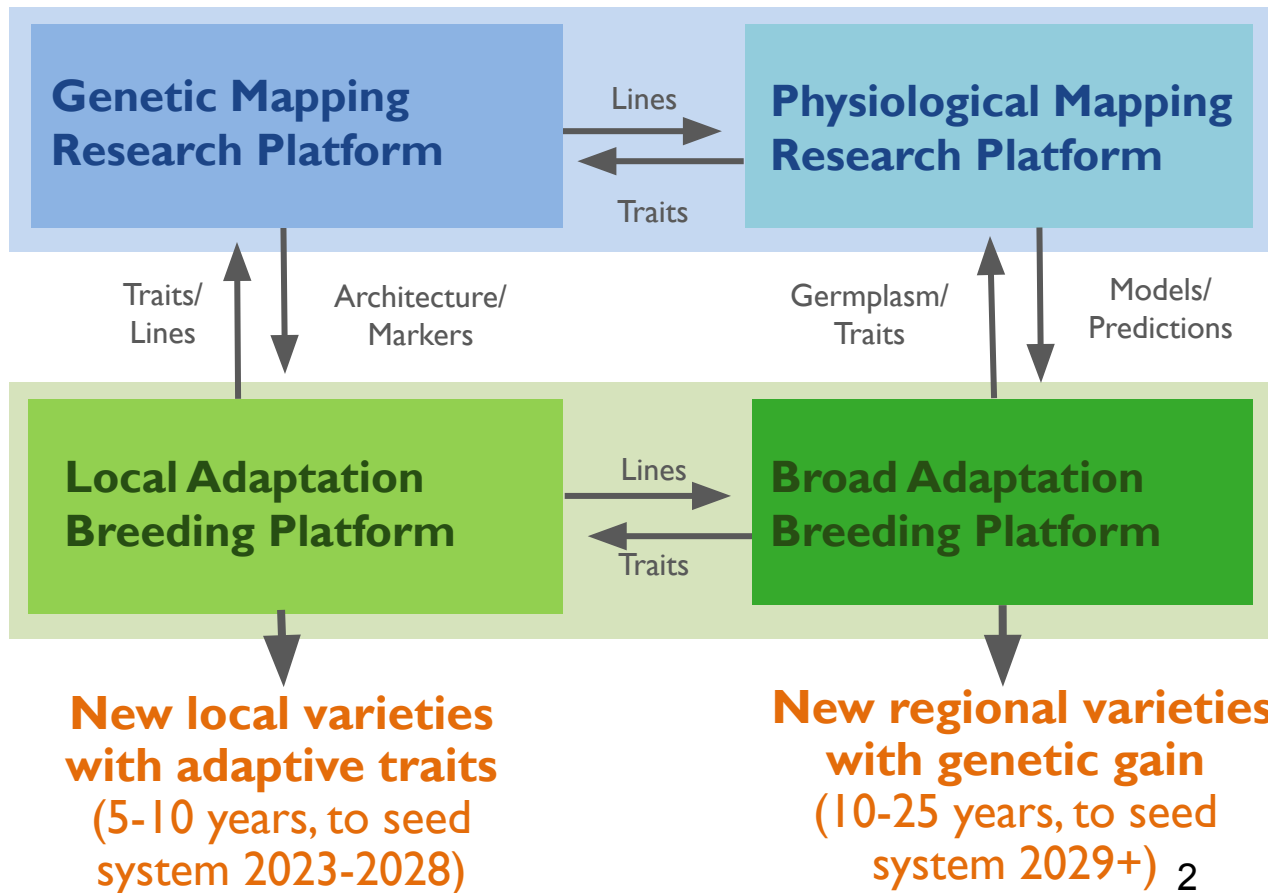 Genetic Mapping
Research Platform
Lines
Traits
Physiological Mapping
Research Platform
Traits/
Lines
Architecture/
Markers
Germplasm/
Traits
Models/
Predictions
Local Adaptation
Breeding Platform
Lines
Traits
Broad Adaptation
Breeding Platform
New local varieties
with adaptive traits
(5-10 years, to seed
system 2023-2028)
New regional varieties
with genetic gain
(10-25 years, to seed
system 2029+)
2